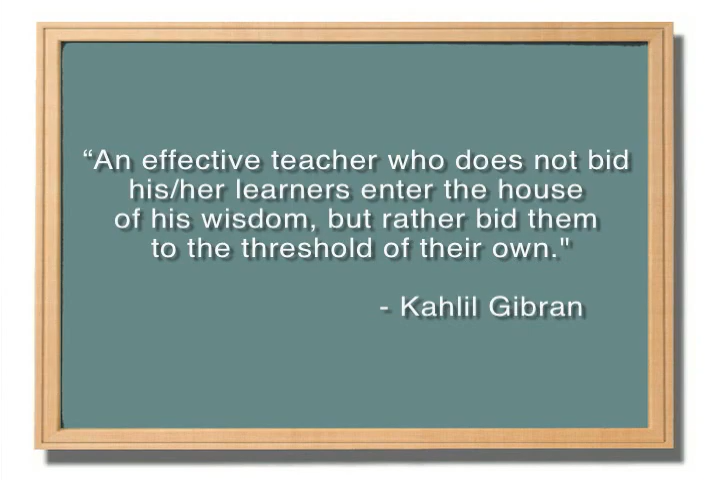 “An effective teacher who does not bid
his/her learners enter the house
of his wisdom, but rather bid them
to the threshold of their own."
- Kahlil Gibran